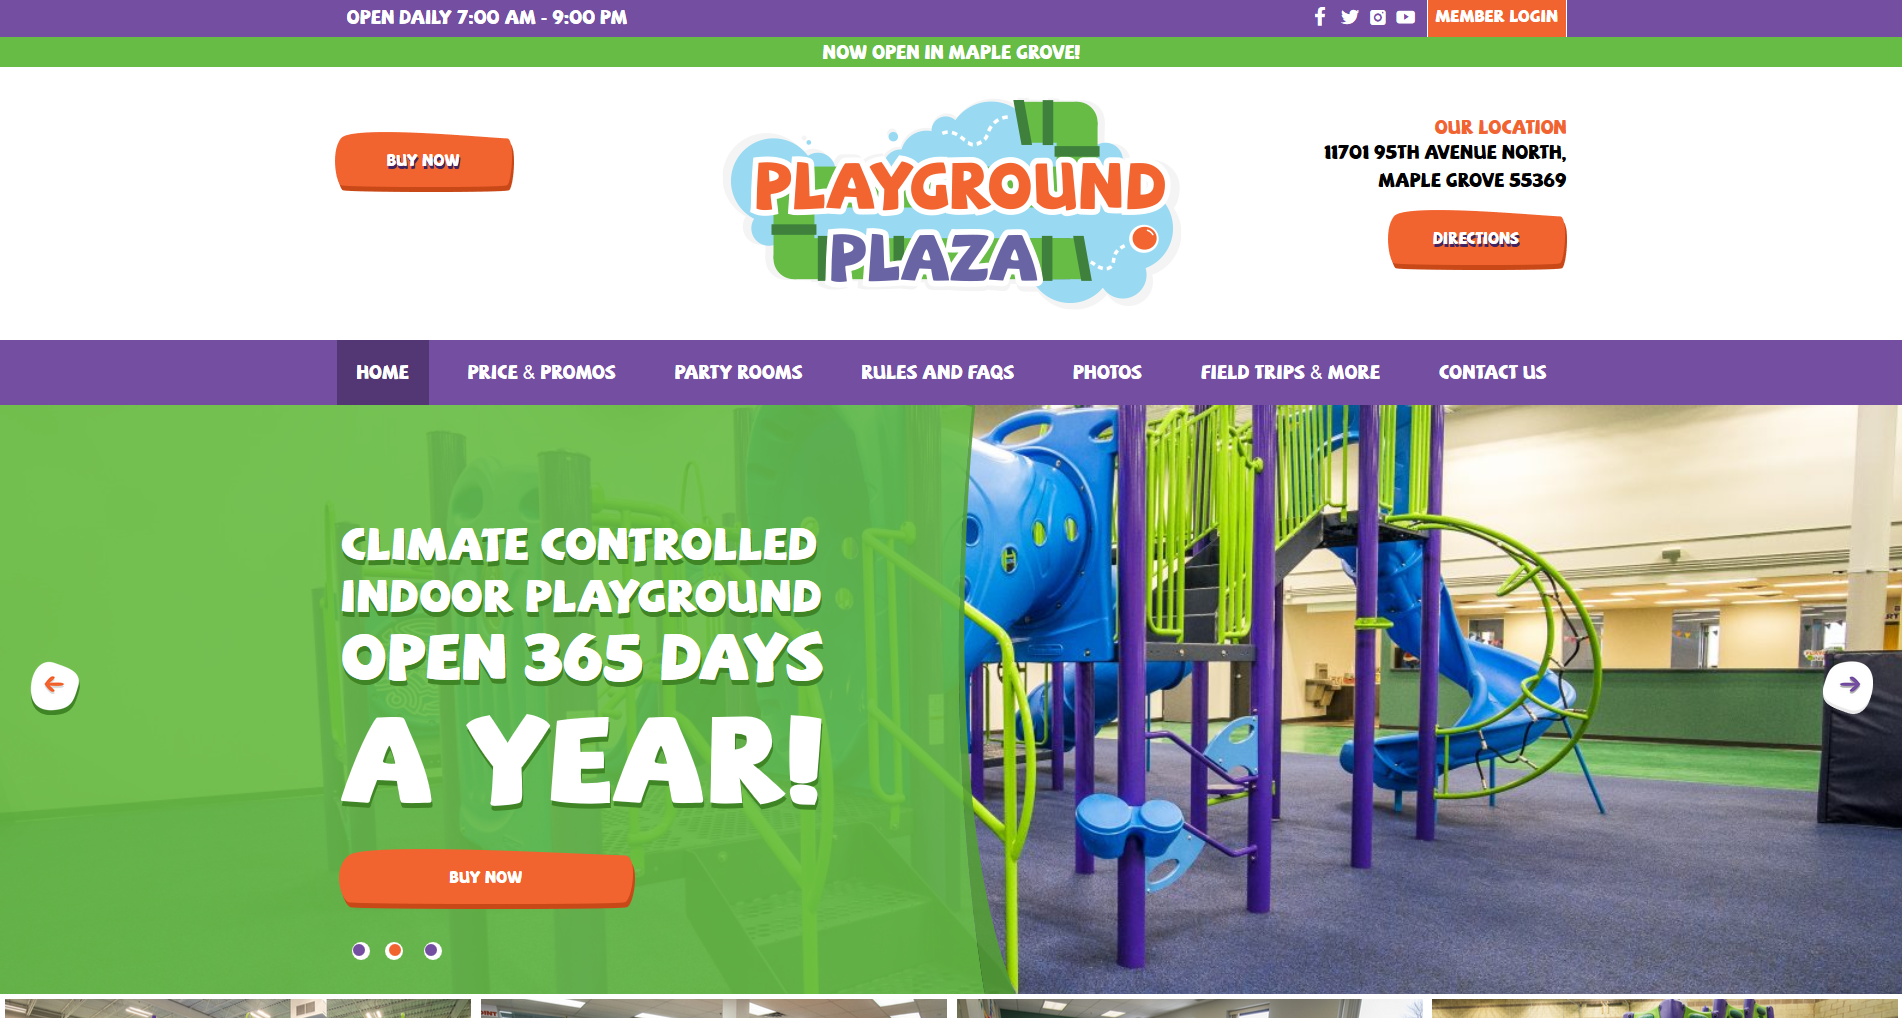 OPEN DAILY 7:00 AM - 9:00 PM
MEMBER LOGIN
NOW OPEN IN MAPLE GROVE!
BUY NOW
PLAYGROUND
PLAZA
OUR LOCATION
11701 95TH AVENUE NORTH,
MAPLE GROVE 55369
DIRECTIONS
HOME PRICE & PROMOS PARTY ROOMS RULES AND FAQS PHOTOS FIELD TRIPS & MORE CONTACT US
CLIMATE CONTROLLED
INDOOR PLAYGROUND
OPEN 365 DAYS
A YEAR!
BUY NOW